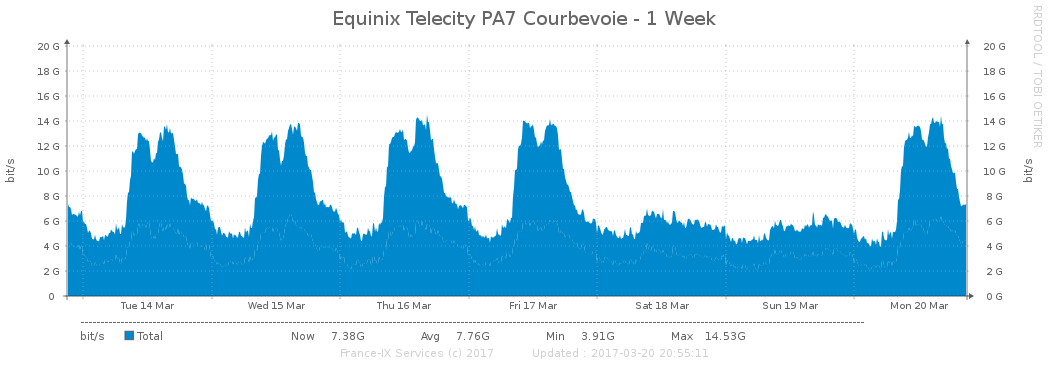 Equinix Telecity PA7 Courbevoie - 1 Week
RRDTOOL / TOBI OETIKER
20 G 20 G
18 G 18 G
16 G 16 G
14 G 14 G
12 G 12 G
10 G 10 G
8 G 8 G
6 G 6 G
4 G 4 G
2 G 2 G
0 0 G
bit/s bit/s
Tue 14 Mar Wed 15 Mar Thu 16 Mar Fri 17 Mar Sat 18 Mar Sun 19 Mar Mon 20 Mar
bit/s Total Now 7.38G Avg 7.76G Min 3.91G Max 14.53G
France-IX Services (c) 2017 Updated : 2017-03-20 20:55:11